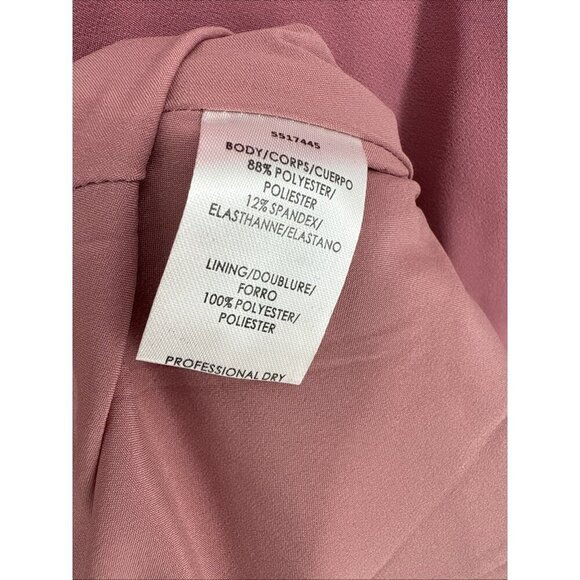 5517445
BODY/CORPS/CUERPO
88% POLYESTER/
POLIESTER
12% SPANDEX/
ELASTHANNE/ELASTANO
LINING/DOUBLURE/
FORRO
100% POLYESTER/
POLIESTER
PROFESSIONAL DRY